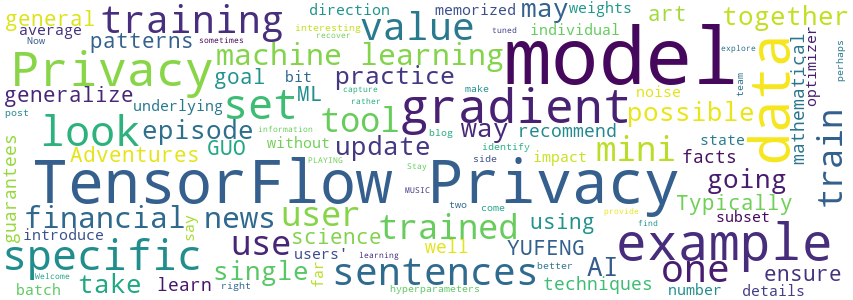 general
average
Now
sometimes
training
patterns
direction
interesting
recover
memorized
value
may
weights
tuned
individual
art
together
explore
perhaps
Privacy
machine learning
goal
bit
practice
model
generalize
underlying
ML
set
gradient
noise
possible
data
mathematical
optimizer
post
look
episode
tool
capture
rather
make
way
recommend
team
without
information
update
blog
identify
mini
state
train
guarantees
Adventures
GUO
PLAYING
Stay
side
impact
facts
TensorFlow Privacy
MUSIC
two
come
going
Typically
provide
financial
news
user
trained
using
subset
introduce
say
use
science
users'
well
YUFENG
find
example
specific
Welcome
single
far
sentences
better
AI
one
ensure
batch
take
learn
right
learning
hyperparameters
techniques
number
details